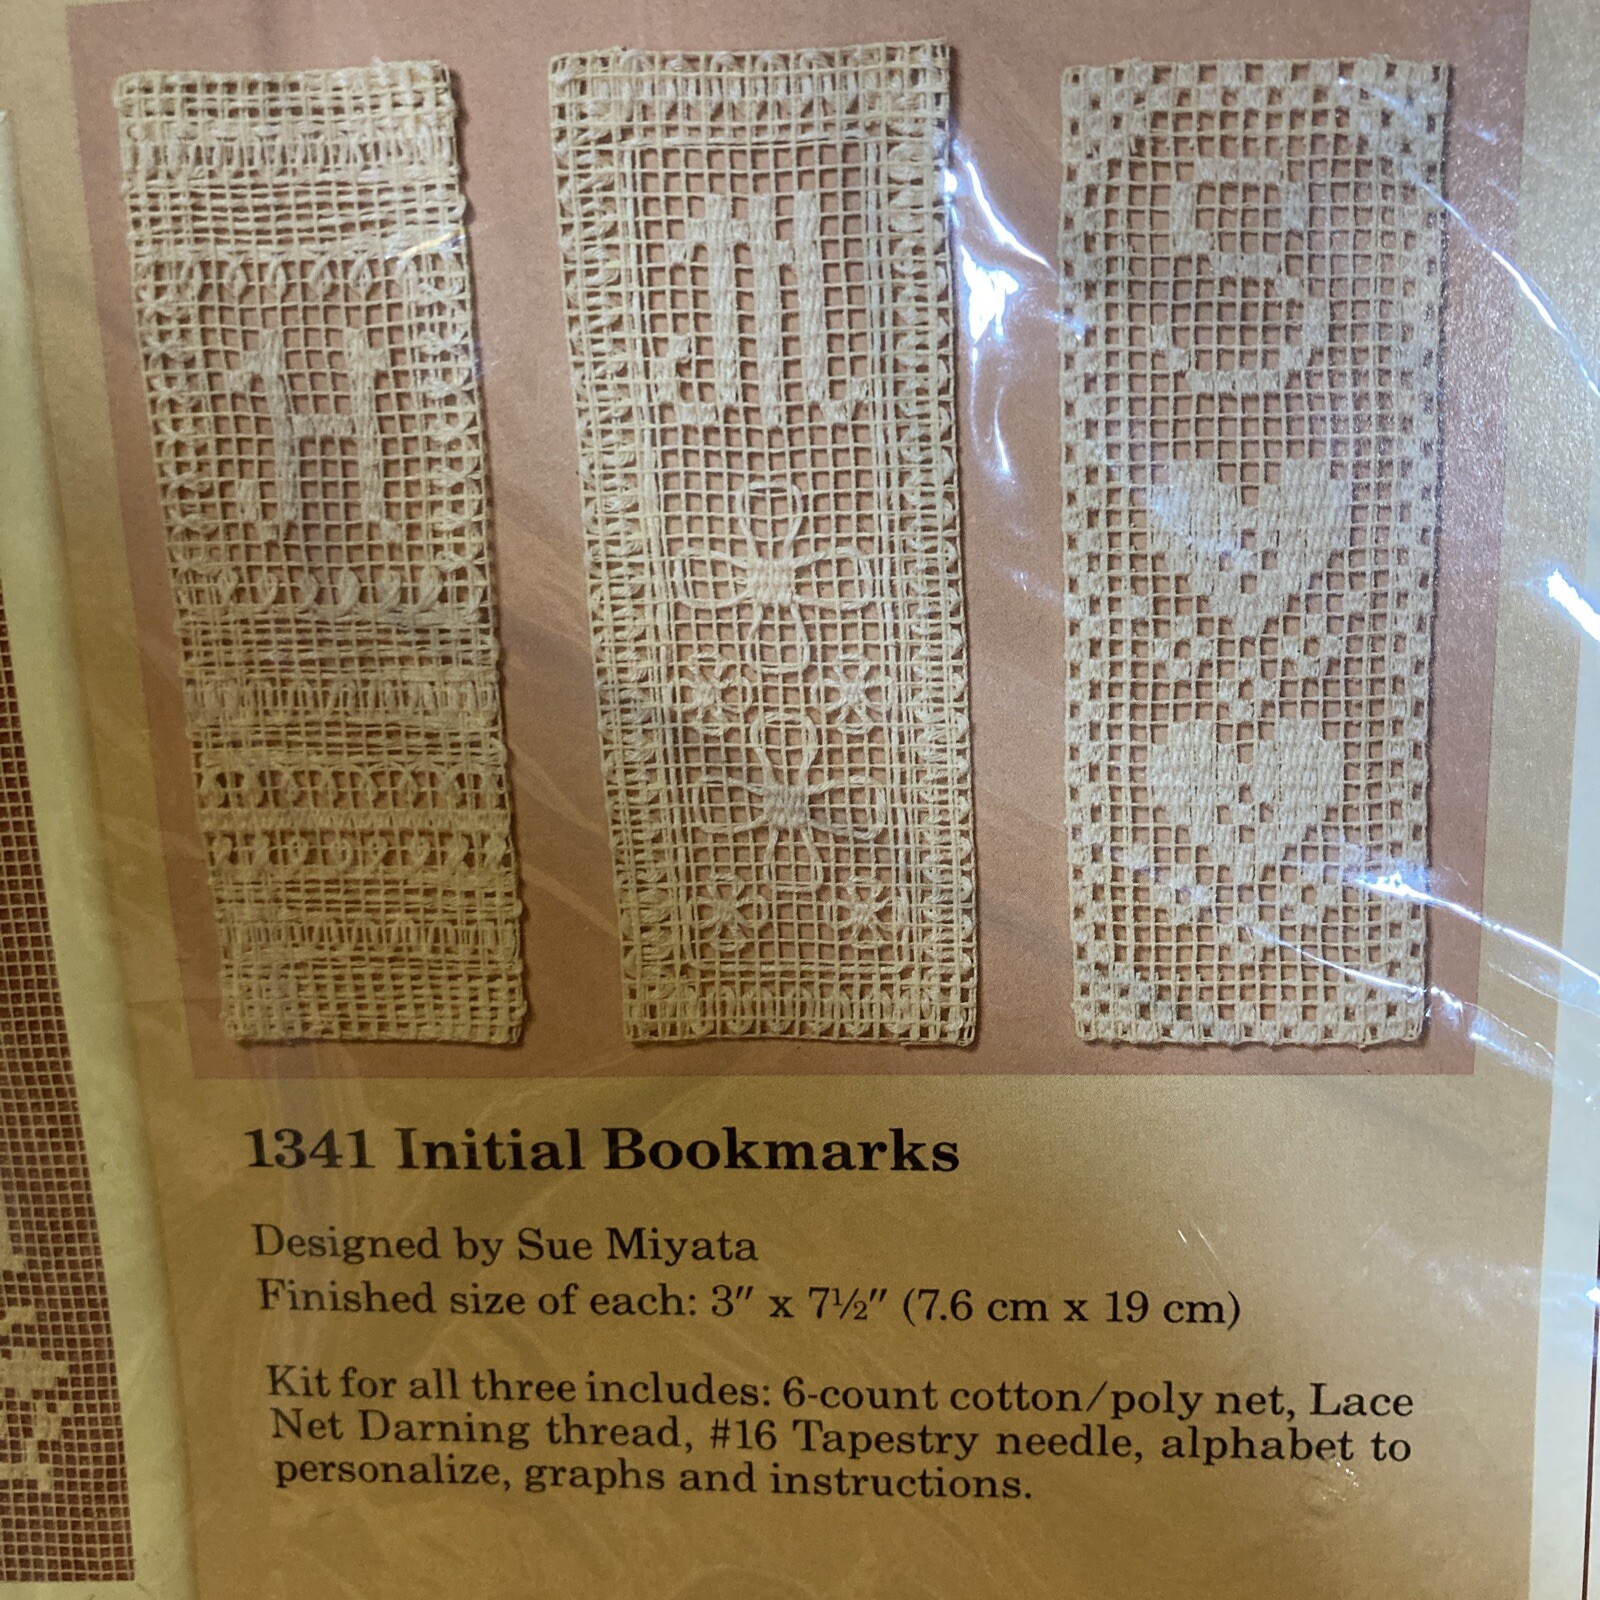 H
M
S
1341 Initial Bookmarks
Designed by Sue Miyata
Finished size of each: 3" x 7½" (7.6 cm x 19 cm)
Kit for all three includes: 6-count cotton/poly net, Lace
Net Darning thread, #16 Tapestry needle, alphabet to
personalize, graphs and instructions.